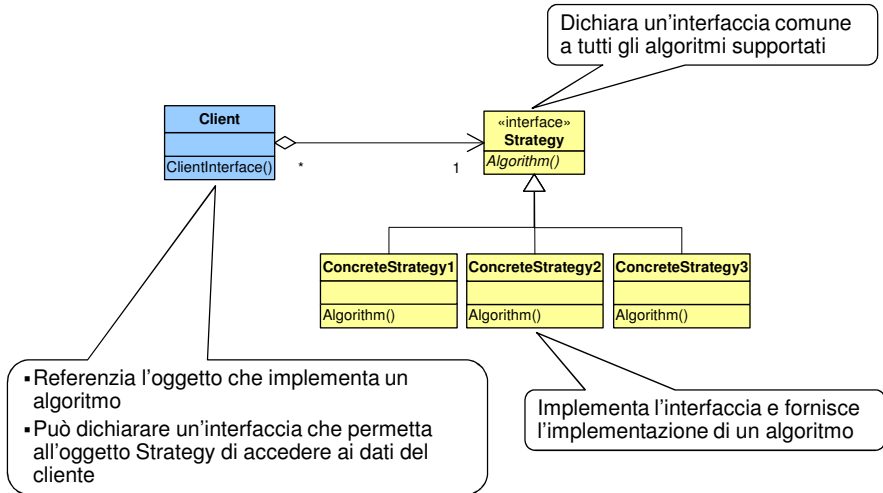 Dichiara un'interfaccia comune
a tutti gli algoritmi supportati
Client
ClientInterface()
*
1
«interface»
Strategy
Algorithm()
ConcreteStrategy1
Algorithm()
ConcreteStrategy2
Algorithm()
ConcreteStrategy3
Algorithm()
▪Referenzia l'oggetto che implementa un
algoritmo
▪Può dichiarare un'interfaccia che permetta
all'oggetto Strategy di accedere ai dati del
cliente
Implementa l'interfaccia e fornisce
l'implementazione di un algoritmo